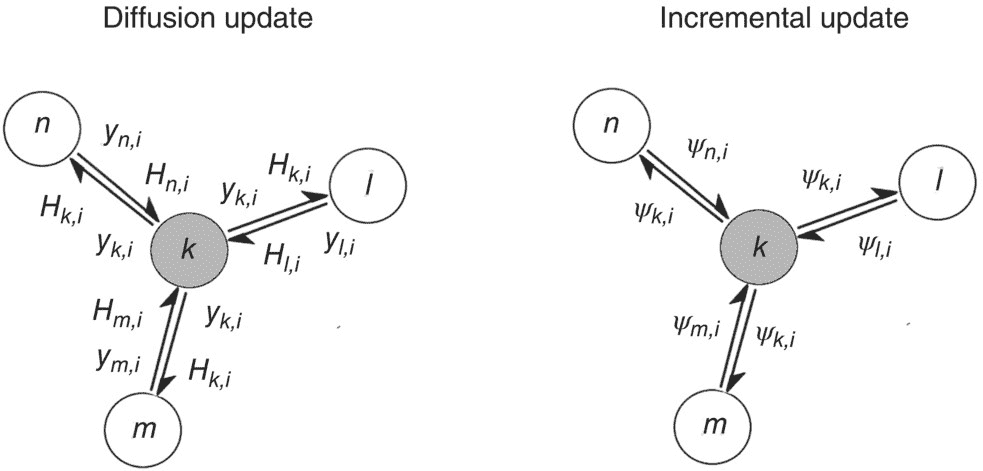 Diffusion update
n
y_{n,i}
H_{n,i}
H_{k,i}
y_{k,i}
k
H_{k,i}
y_{k,i}
l
y_{l,i}
H_{l,i}
H_{m,i}
y_{m,i}
y_{k,i}
H_{k,i}
m
Incremental update
n
ψ_{n,i}
ψ_{k,i}
k
ψ_{k,i}
l
ψ_{l,i}
ψ_{m,i}
ψ_{k,i}
m